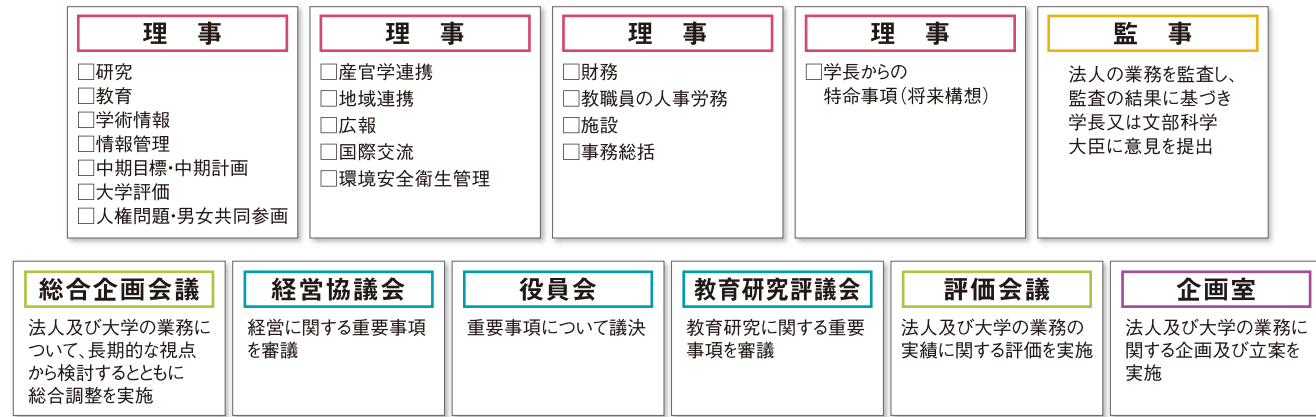 理 事
□研究
□教育
□学術情報
□情報管理
□中期目標・中期計画
□大学評価
□人権問題・男女共同参画
理 事
□産官学連携
□地域連携
□広報
□国際交流
□環境安全衛生管理
理 事
□財務
□教職員の人事労務
□施設
□事務総括
理 事
□学長からの
特命事項（将来構想）
監 事
法人の業務を監査し、
監査の結果に基づき
学長又は文部科学
大臣に意見を提出
総合企画会議
法人及び大学の業務に
ついて、長期的な視点
から検討するとともに
総合調整を実施
経営協議会
経営に関する重要事項
を審議
役員会
重要事項について議決
教育研究評議会
教育研究に関する重要
事項を審議
評価会議
法人及び大学の業務の
実績に関する評価を実施
企画室
法人及び大学の業務に
関する企画及び立案を
実施